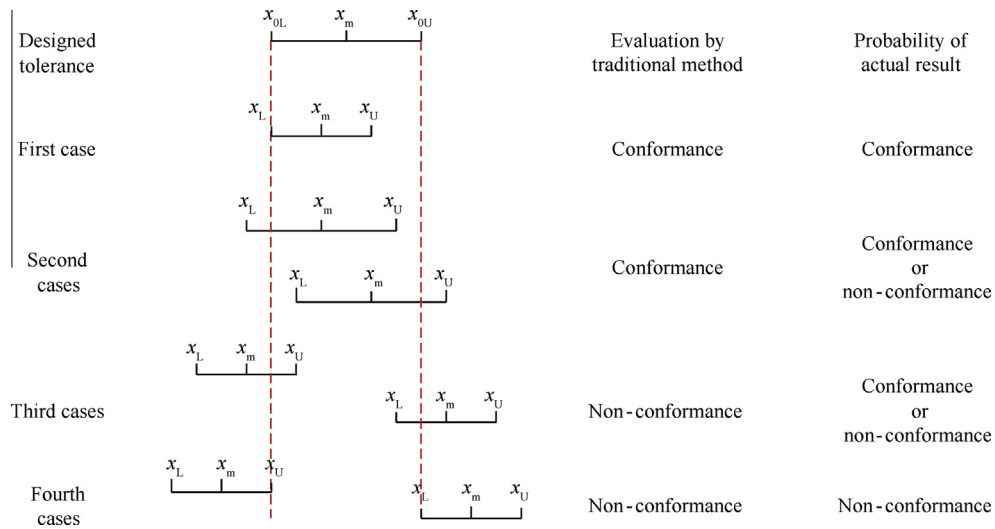 x0L xm x0U
Designed tolerance
Evaluation by traditional method
Probability of actual result
xL xm xU
First case
Conformance
Conformance
xL xm xU
Second cases
xL xm xU
Conformance
Conformance or non-conformance
xL xm xU
xL xm xU
Third cases
Non-conformance
Conformance or non-conformance
xL xm xU
xL xm xU
Fourth cases
Non-conformance
Non-conformance